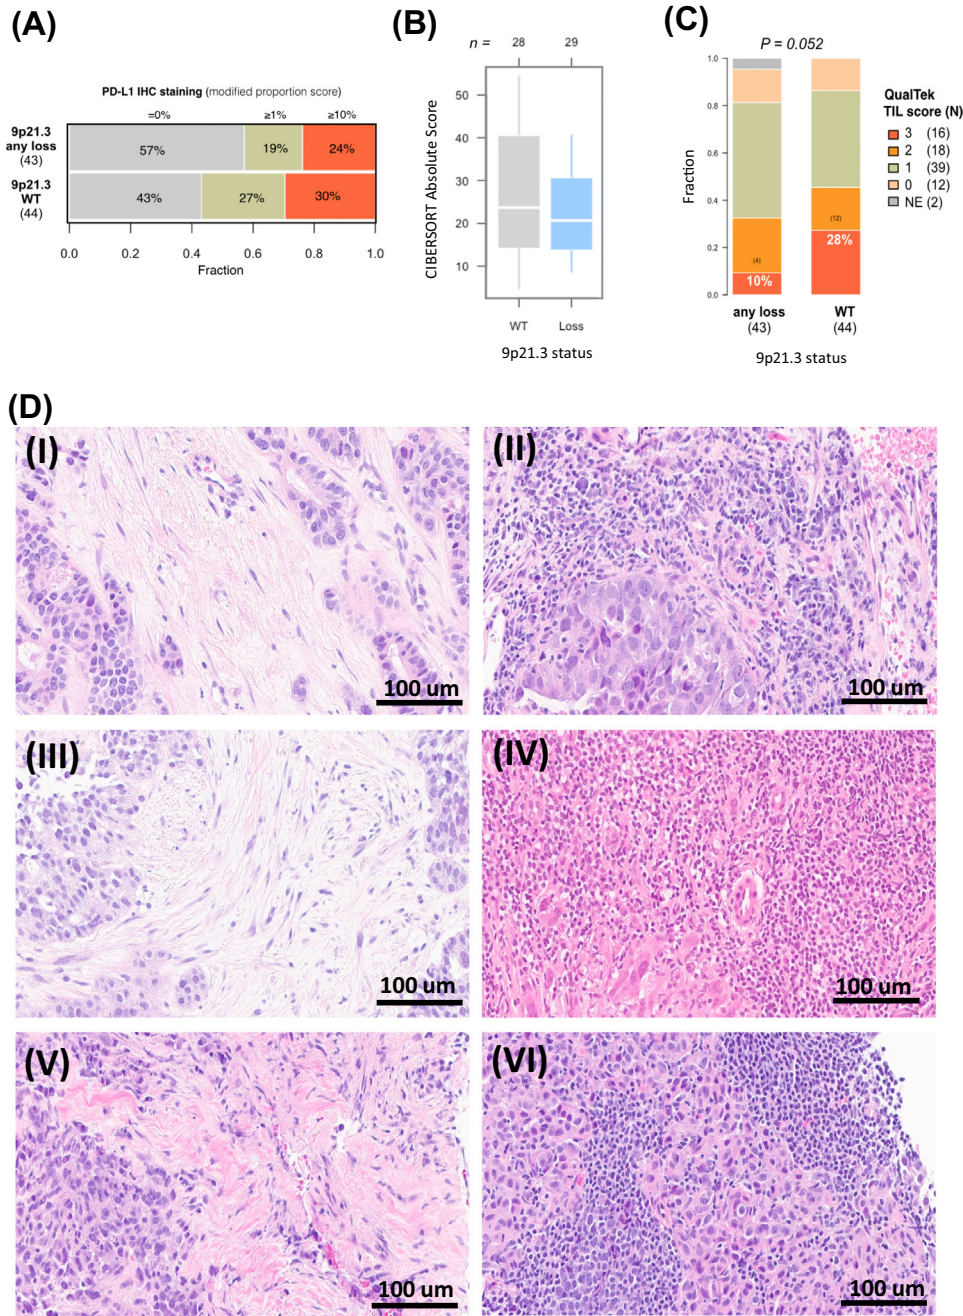 (A)
PD-L1 IHC staining (modified proportion score)
=0% ≥1% ≥10%
9p21.3
any loss
(43)
57% 19% 24%
9p21.3
WT
(44)
43% 27% 30%
0.0 0.2 0.4 0.6 0.8 1.0
Fraction
(B)
n = 28 29
CIBERSORT Absolute Score
50
40
30
20
10
WT Loss
9p21.3 status
(C)
P = 0.052
Fraction
1.0
0.8
0.6
0.4
0.2
0.0
(4)
10%
(12)
28%
any loss
(43)
WT
(44)
9p21.3 status
QualTek
TIL score (N)
3 (16)
2 (18)
1 (39)
0 (12)
NE (2)
(D)
(I)
100 um
(II)
100 um
(III)
100 um
(IV)
100 um
(V)
100 um
(VI)
100 um